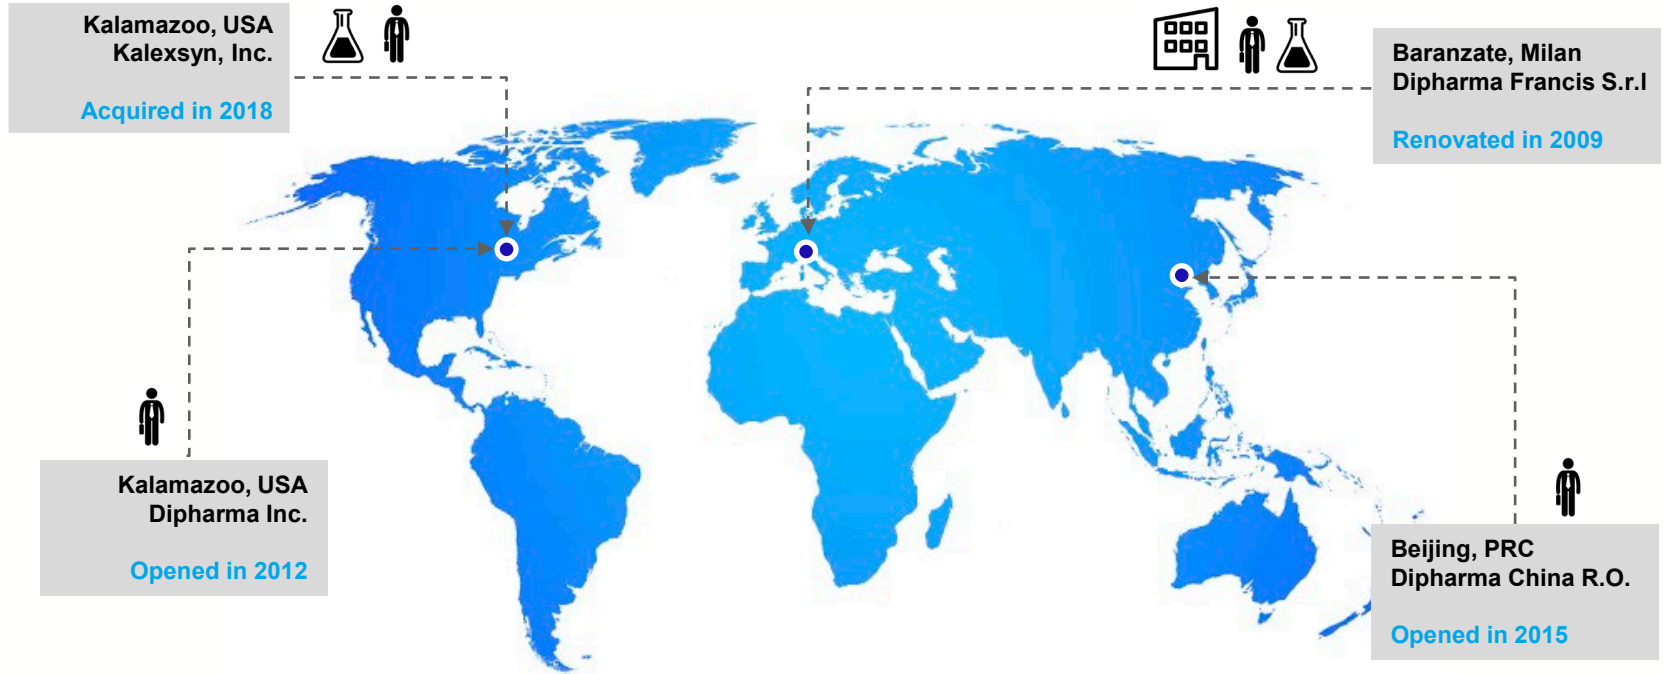 Kalamazoo, USA
Kalexsyn, Inc.
Acquired in 2018
Baranzate, Milan
Dipharma Francis S.r.l
Renovated in 2009
Kalamazoo, USA
Dipharma Inc.
Opened in 2012
Beijing, PRC
Dipharma China R.O.
Opened in 2015